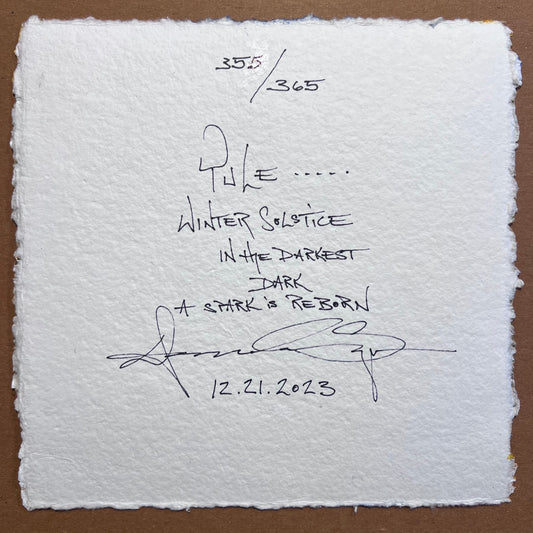 355/365
YULE .....
WINTER SOLSTICE
IN THE DARKEST
DARK
A SPARK IS REBORN
12.21.2023